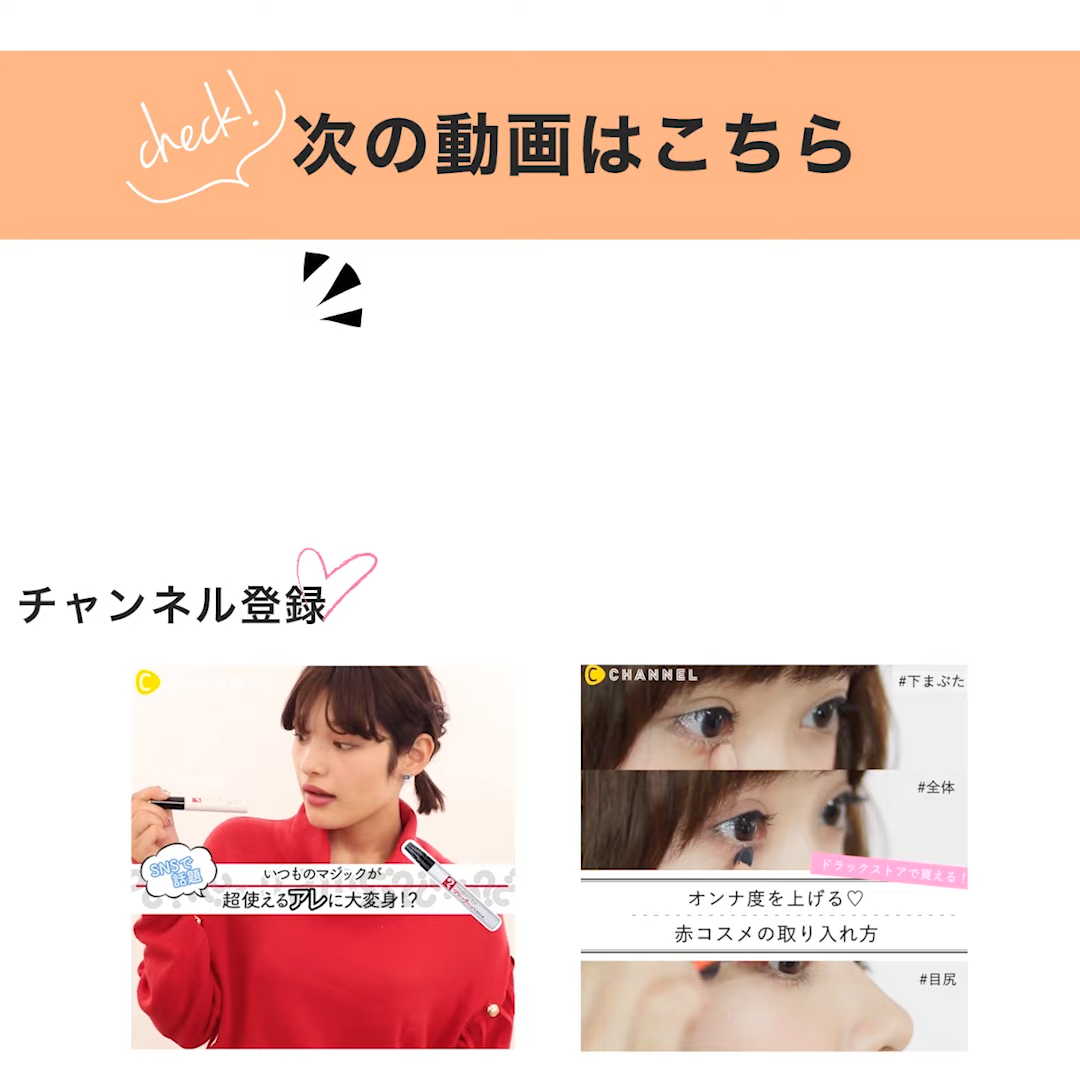 check!
次の動画はこちら
チャンネル登録
C
SNSで
話題
いつものマジックが
超使えるアレに大変身!?
C CHANNEL
#下まぶた
#全体
ドラックストアで買える!
オンナ度を上げる♡
赤コスメの取り入れ方
#目尻